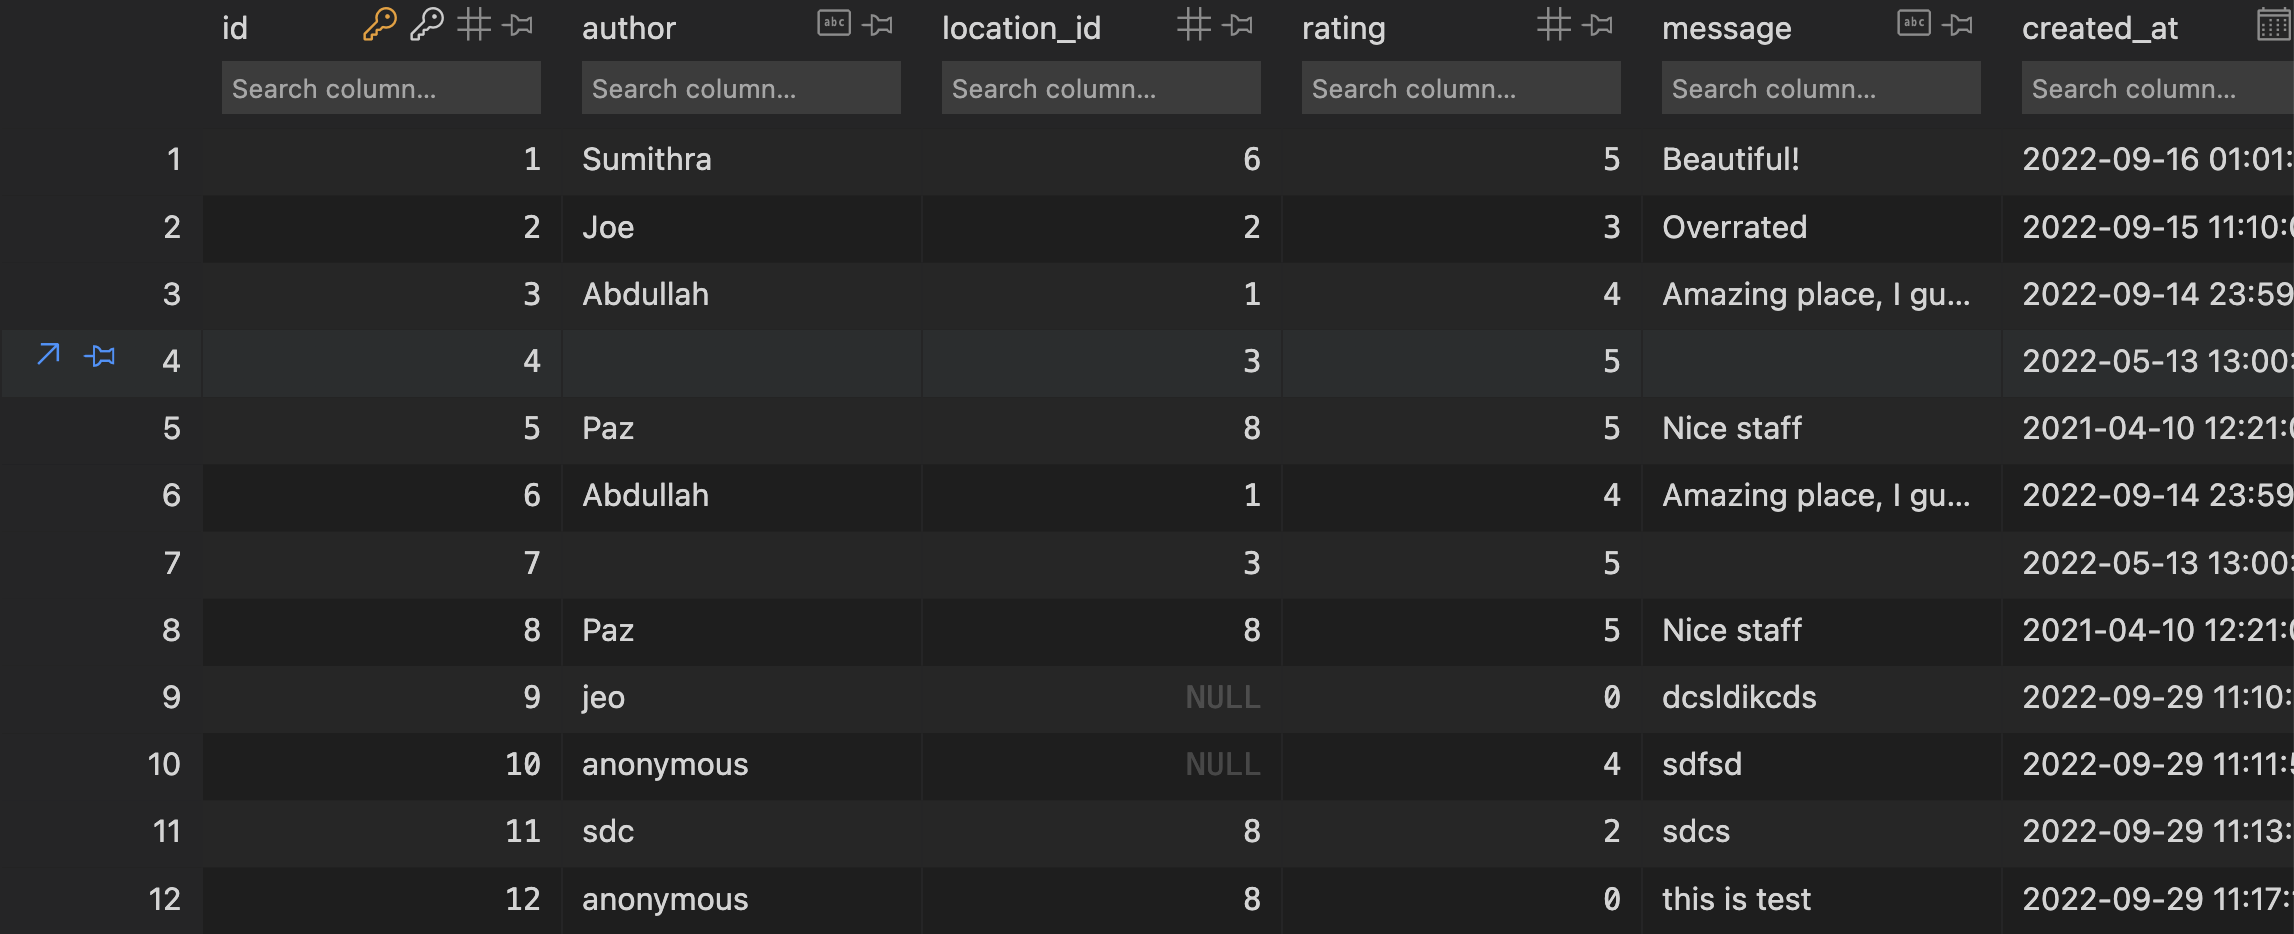 id author location_id rating message created_at
Search column... Search column... Search column... Search column... Search column... Search column...
1 1 Sumithra 6 5 Beautiful! 2022-09-16 01:01:
2 2 Joe 2 3 Overrated 2022-09-15 11:10:0
3 3 Abdullah 1 4 Amazing place, I gu... 2022-09-14 23:59
4 4 3 5 2022-05-13 13:00:
5 5 Paz 8 5 Nice staff 2021-04-10 12:21:0
6 6 Abdullah 1 4 Amazing place, I gu... 2022-09-14 23:59
7 7 3 5 2022-05-13 13:00:
8 8 Paz 8 5 Nice staff 2021-04-10 12:21:0
9 9 jeo NULL 0 dcsldikcds 2022-09-29 11:10:
10 10 anonymous NULL 4 sdfsd 2022-09-29 11:11:5
11 11 sdc 8 2 sdcs 2022-09-29 11:13:
12 12 anonymous 8 0 this is test 2022-09-29 11:17: